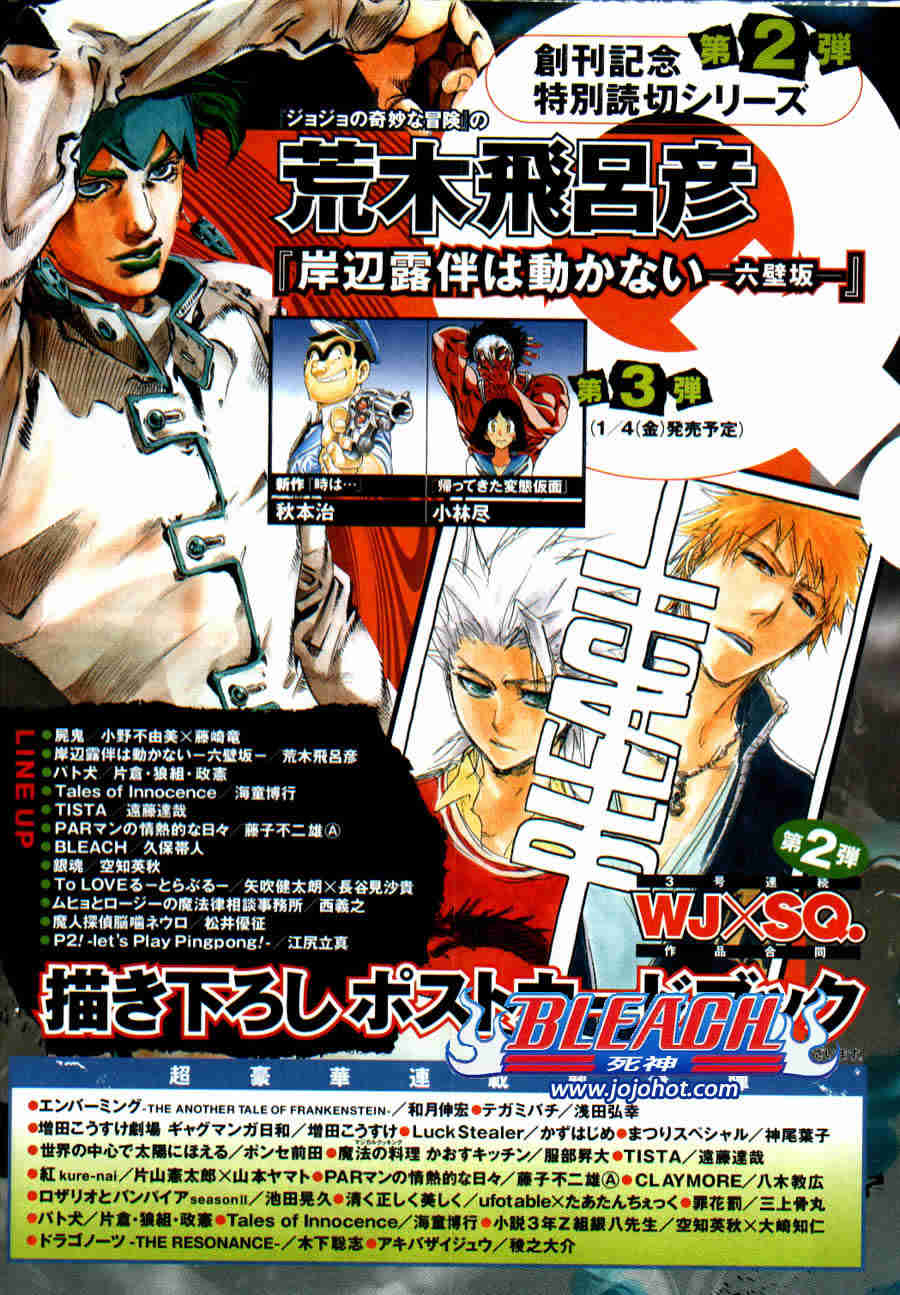 創刊記念 第2弾
特別読切シリーズ
『ジョジョの奇妙な冒険』の
荒木飛呂彦
『岸辺露伴は動かない—六壁坂—』
第3弾
(1/4(金)発売予定)
新作『時は…』
秋本治
『帰ってきた変態仮面』
小林尽
BLEACH
BLEACH
LINE UP
●屍鬼/小野不由美×藤崎竜
●岸辺露伴は動かない—六壁坂—/荒木飛呂彦
●パト犬/片倉・狼組・政憲
●Tales of Innocence/海童博行
●TISTA/遠藤達哉
●PARマンの情熱的な日々/藤子不二雄Ⓐ
●BLEACH/久保帯人
●銀魂/空知英秋
●To LOVEるーとらぶるー/矢吹健太朗×長谷見沙貴
●ムヒョとロージーの魔法律相談事務所/西義之
●魔人探偵脳噛ネウロ/松井優征
●P2!-let's Play Pingpong!-/江尻立真
第2弾
3号連続
WJ×SQ.
作品合同
描き下ろしポストカードブック
BLEACH
死神
www.jojohot.com
超豪華連載
●エンバーミング-THE ANOTHER TALE OF FRANKENSTEIN-/和月伸宏●テガミバチ/浅田弘幸
●増田こうすけ劇場 ギャグマンガ日和/増田こうすけ●Luck Stealer/かずはじめ●まつりスペシャル/神尾葉子
マジカルクッキング
●世界の中心で太陽にほえる/ポンセ前田●魔法の料理 かおすキッチン/服部昇大●TISTA/遠藤達哉
●紅 kure-nai/片山憲太郎×山本ヤマト●PARマンの情熱的な日々/藤子不二雄Ⓐ●CLAYMORE/八木教広
●ロザリオとバンパイア seasonⅡ/池田晃久●清く正しく美しく/ufotable×たあたんちぇっく●罪花罰/三上骨丸
●パト犬/片倉・狼組・政憲●Tales of Innocence/海童博行●小説3年Z組銀八先生/空知英秋×大崎知仁
●ドラゴノーツ -THE RESONANCE-/木下聡志●アキバザイジュウ/稜之大介